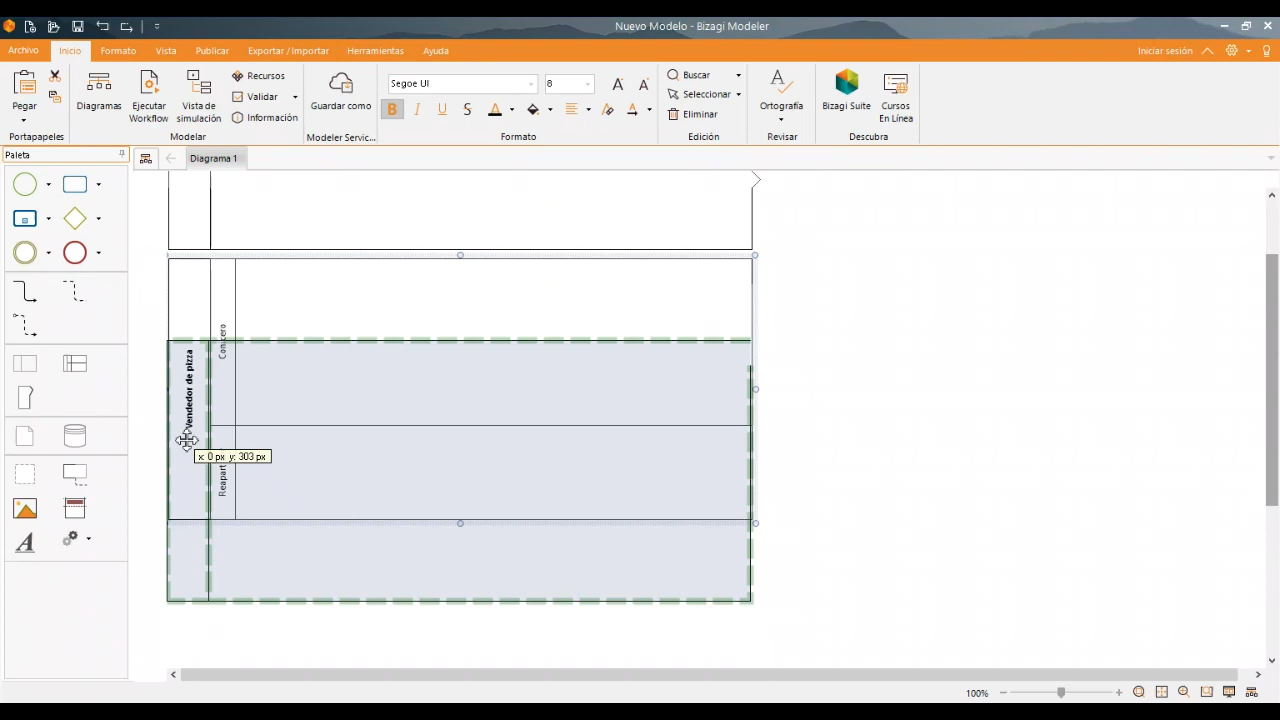 Nuevo Modelo - Bizagi Modeler
Archivo Inicio Formato Vista Publicar Exportar / Importar Herramientas Ayuda Iniciar sesión
Pegar
Portapapeles
Diagramas
Ejecutar
Workflow
Vista de
simulación
Recursos
Validar
Información
Modelar
Guardar como
Modeler Servic...
Segoe UI 8
B I U S A A A A
Formato
Buscar
Seleccionar
Eliminar
Edición
Ortografía
Revisar
Bizagi Suite
Cursos
En Línea
Descubra
Paleta
Diagrama 1
Vendedor de pizza
x: 0 px y: 303 px
A
100%